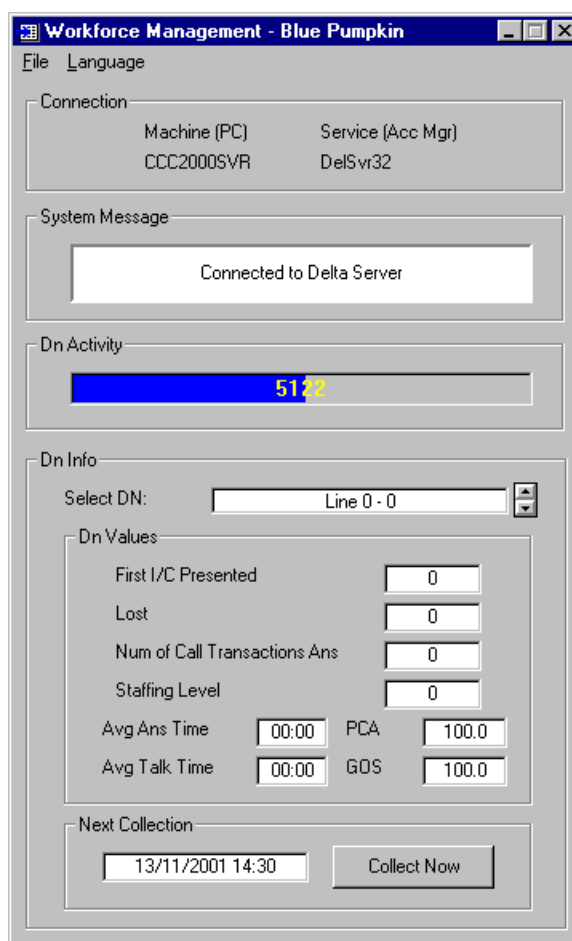 Workforce Management - Blue Pumpkin
File Language
Connection
Machine (PC) Service (Acc Mgr)
CCC2000SVR DelSvr32
System Message
Connected to Delta Server
Dn Activity
5122
Dn Info
Select DN: Line 0 - 0
Dn Values
First I/C Presented 0
Lost 0
Num of Call Transactions Ans 0
Staffing Level 0
Avg Ans Time 00:00 PCA 100.0
Avg Talk Time 00:00 GOS 100.0
Next Collection
13/11/2001 14:30 Collect Now